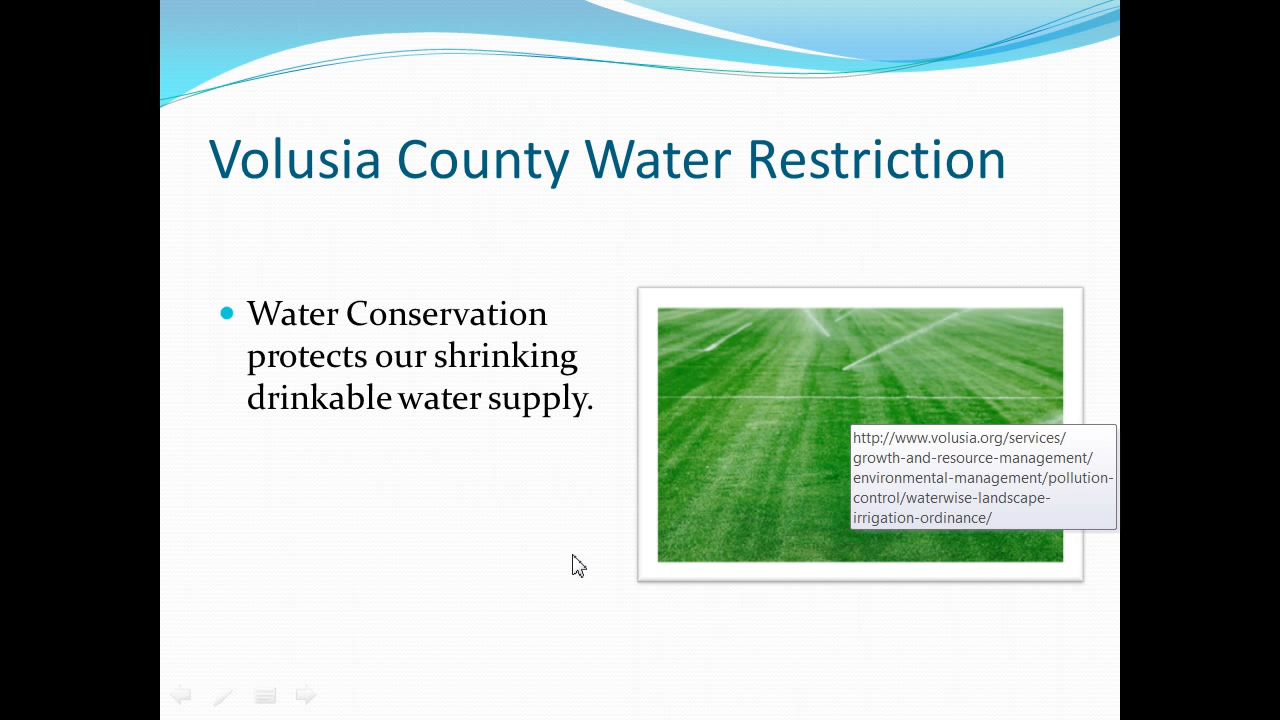 Volusia County Water Restriction
Water Conservation
protects our shrinking
drinkable water supply.
http://www.volusia.org/services/
growth-and-resource-management/
environmental-management/pollution-
control/waterwise-landscape-
irrigation-ordinance/